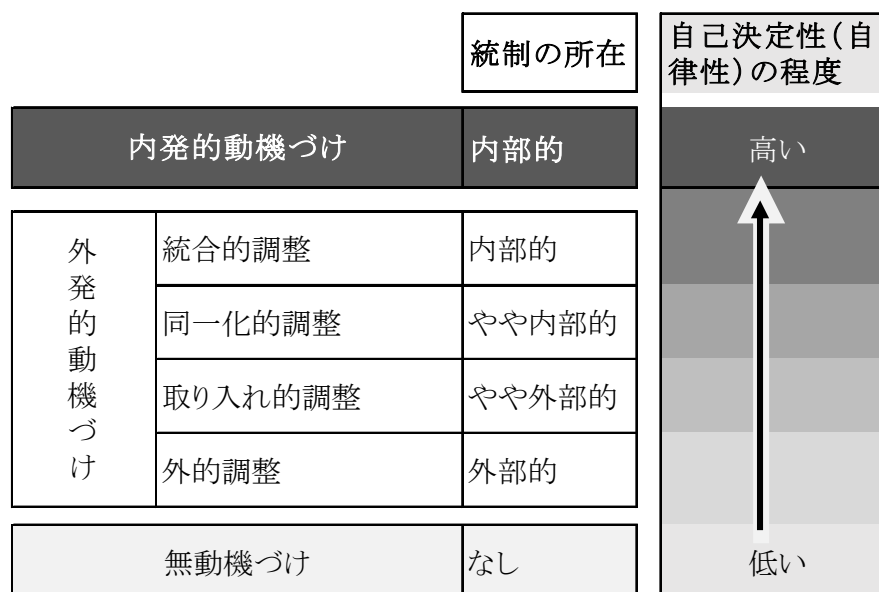 統制の所在
自己決定性(自
律性)の程度
内発的動機づけ
内部的
高い
外発的動機づけ
統合的調整
内部的
同一化的調整
やや内部的
取り入れ的調整
やや外部的
外的調整
外部的
無動機づけ
なし
低い